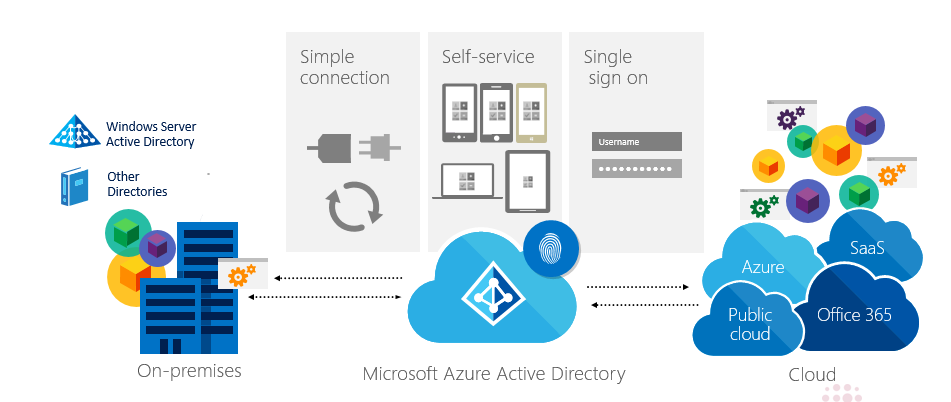 Simple
connection
Self-service
Single
sign on
Windows Server
Active Directory
Other
Directories
Username
Azure
SaaS
Public
cloud
Office 365
On-premises
Microsoft Azure Active Directory
Cloud